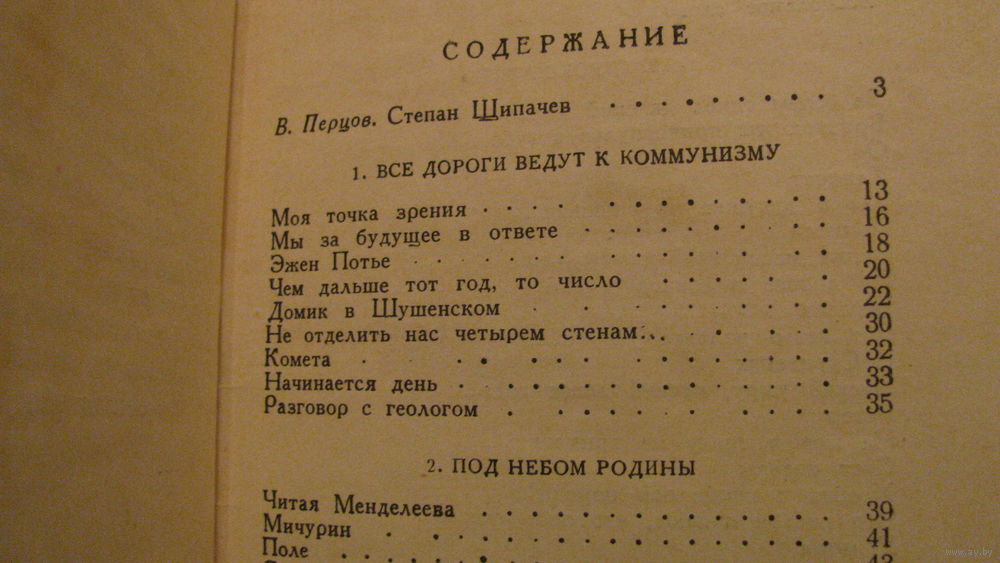 СОДЕРЖАНИЕ
В. Перцов. Степан Щипачев . . . . . . . . . 3
1. ВСЕ ДОРОГИ ВЕДУТ К КОММУНИЗМУ
Моя точка зрения . . . . . . . . . . . . . 13
Мы за будущее в ответе . . . . . . . . . 16
Эжен Потье . . . . . . . . . . . . . . . 18
Чем дальше тот год, то число . . . . . . 20
Домик в Шушенском . . . . . . . . . . . 22
Не отделить нас четырем стенам... . . . . 30
Комета . . . . . . . . . . . . . . . . 32
Начинается день . . . . . . . . . . . . . 33
Разговор с геологом . . . . . . . . . . 35
2. ПОД НЕБОМ РОДИНЫ
Читая Менделеева . . . . . . . . . . . . . 39
Мичурин . . . . . . . . . . . . . . . . 41
Поле . . . . . . . . . . . . . . . . .
www.ay.by